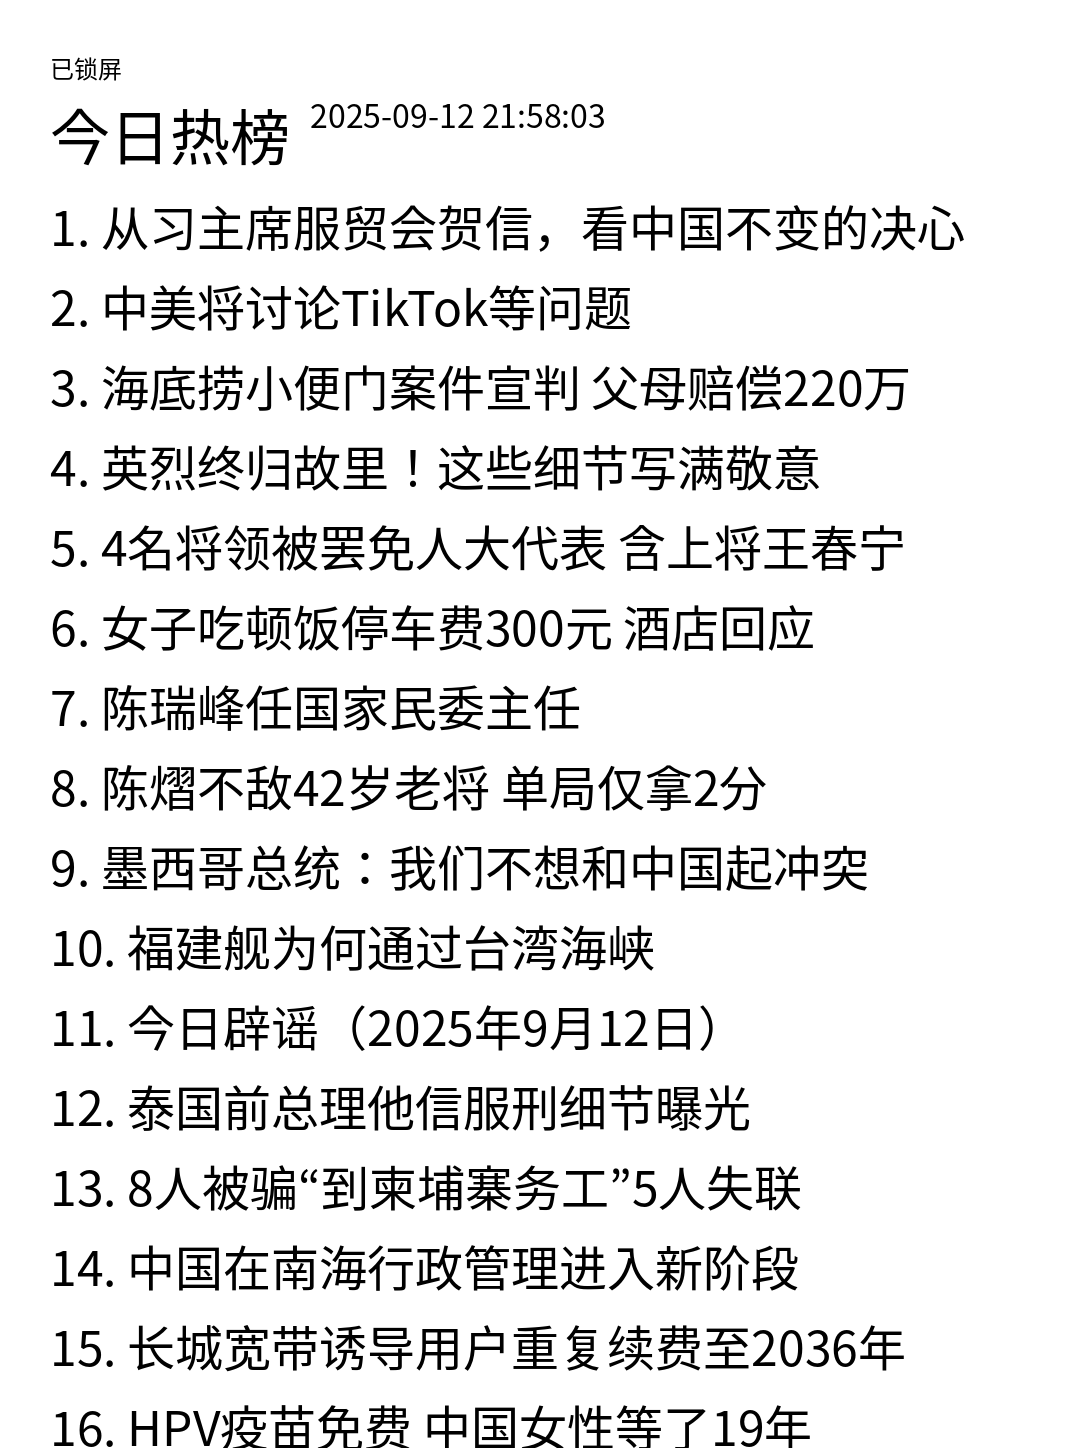 已锁屏
今日热榜 2025-09-12 21:58:03
1. 从习主席服贸会贺信，看中国不变的决心
2. 中美将讨论TikTok等问题
3. 海底捞小便门案件宣判 父母赔偿220万
4. 英烈终归故里！这些细节写满敬意
5. 4名将领被罢免人大代表 含上将王春宁
6. 女子吃顿饭停车费300元 酒店回应
7. 陈瑞峰任国家民委主任
8. 陈熠不敌42岁老将 单局仅拿2分
9. 墨西哥总统：我们不想和中国起冲突
10. 福建舰为何通过台湾海峡
11. 今日辟谣（2025年9月12日）
12. 泰国前总理他信服刑细节曝光
13. 8人被骗“到柬埔寨务工”5人失联
14. 中国在南海行政管理进入新阶段
15. 长城宽带诱导用户重复续费至2036年
16. HPV疫苗免费 中国女性等了19年